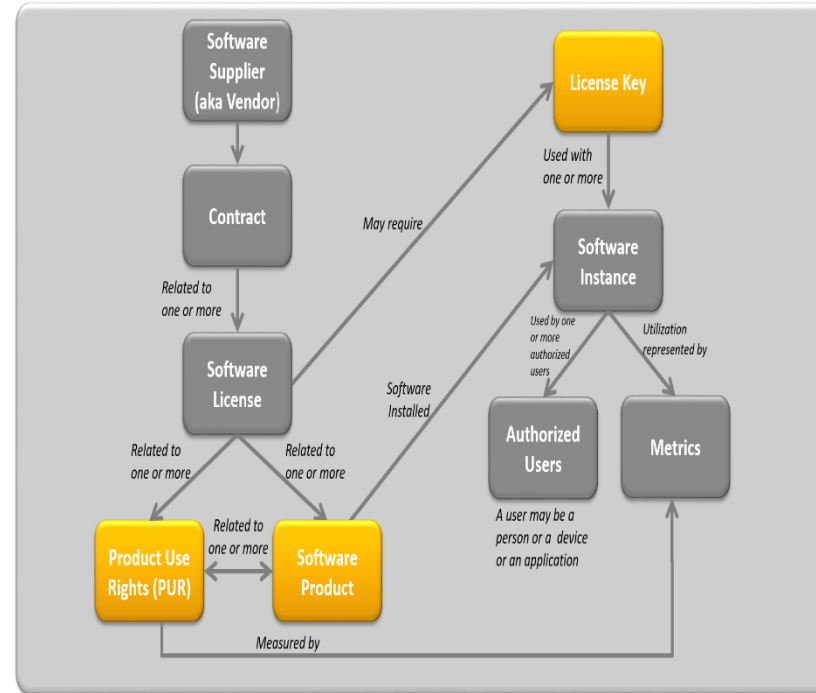 Software
Supplier
(aka Vendor)
License Key
Used with
one or more
Contract
May require
Software
Instance
Related to
one or more
Used by one
or more
authorized
users
Utilization
represented by
Software
License
Software
Installed
Authorized
Users
Metrics
Related to
one or more
Related to
one or more
A user may be a
person or a device
or an application
Related to
one or more
Product Use
Rights (PUR)
Software
Product
Measured by